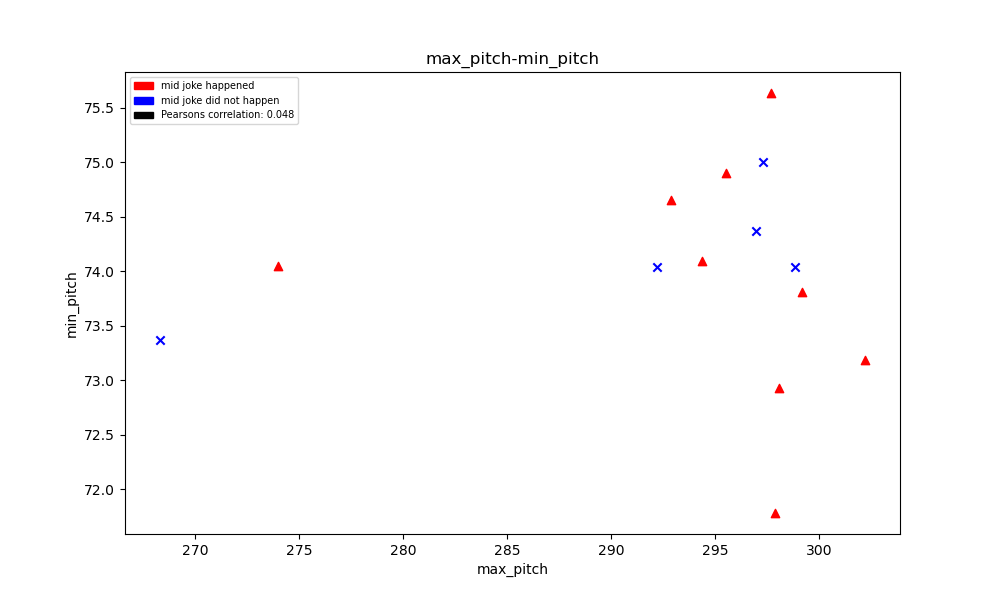 max_pitch-min_pitch
mid joke happened
mid joke did not happen
Pearsons correlation: 0.048
75.5
75.0
74.5
74.0
73.5
73.0
72.5
72.0
min_pitch
270
275
280
285
290
295
300
max_pitch